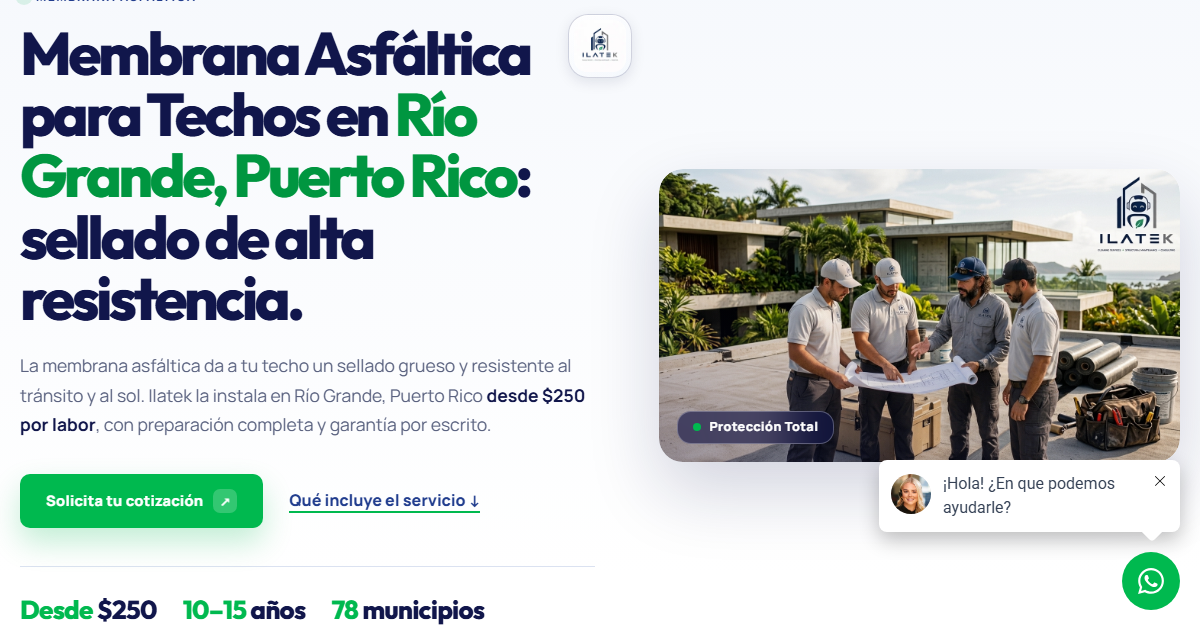 Membrana Asfáltica
para Techos en Río
Grande, Puerto Rico:
sellado de alta
resistencia.
ILATEK
ILATEK
La membrana asfáltica da a tu techo un sellado grueso y resistente al
tránsito y al sol. Ilatek la instala en Río Grande, Puerto Rico desde $250
por labor, con preparación completa y garantía por escrito.
Protección Total
Solicita tu cotización ↗
Qué incluye el servicio ↓
¡Hola! ¿En que podemos
ayudarle?
Desde $250
10–15 años
78 municipios